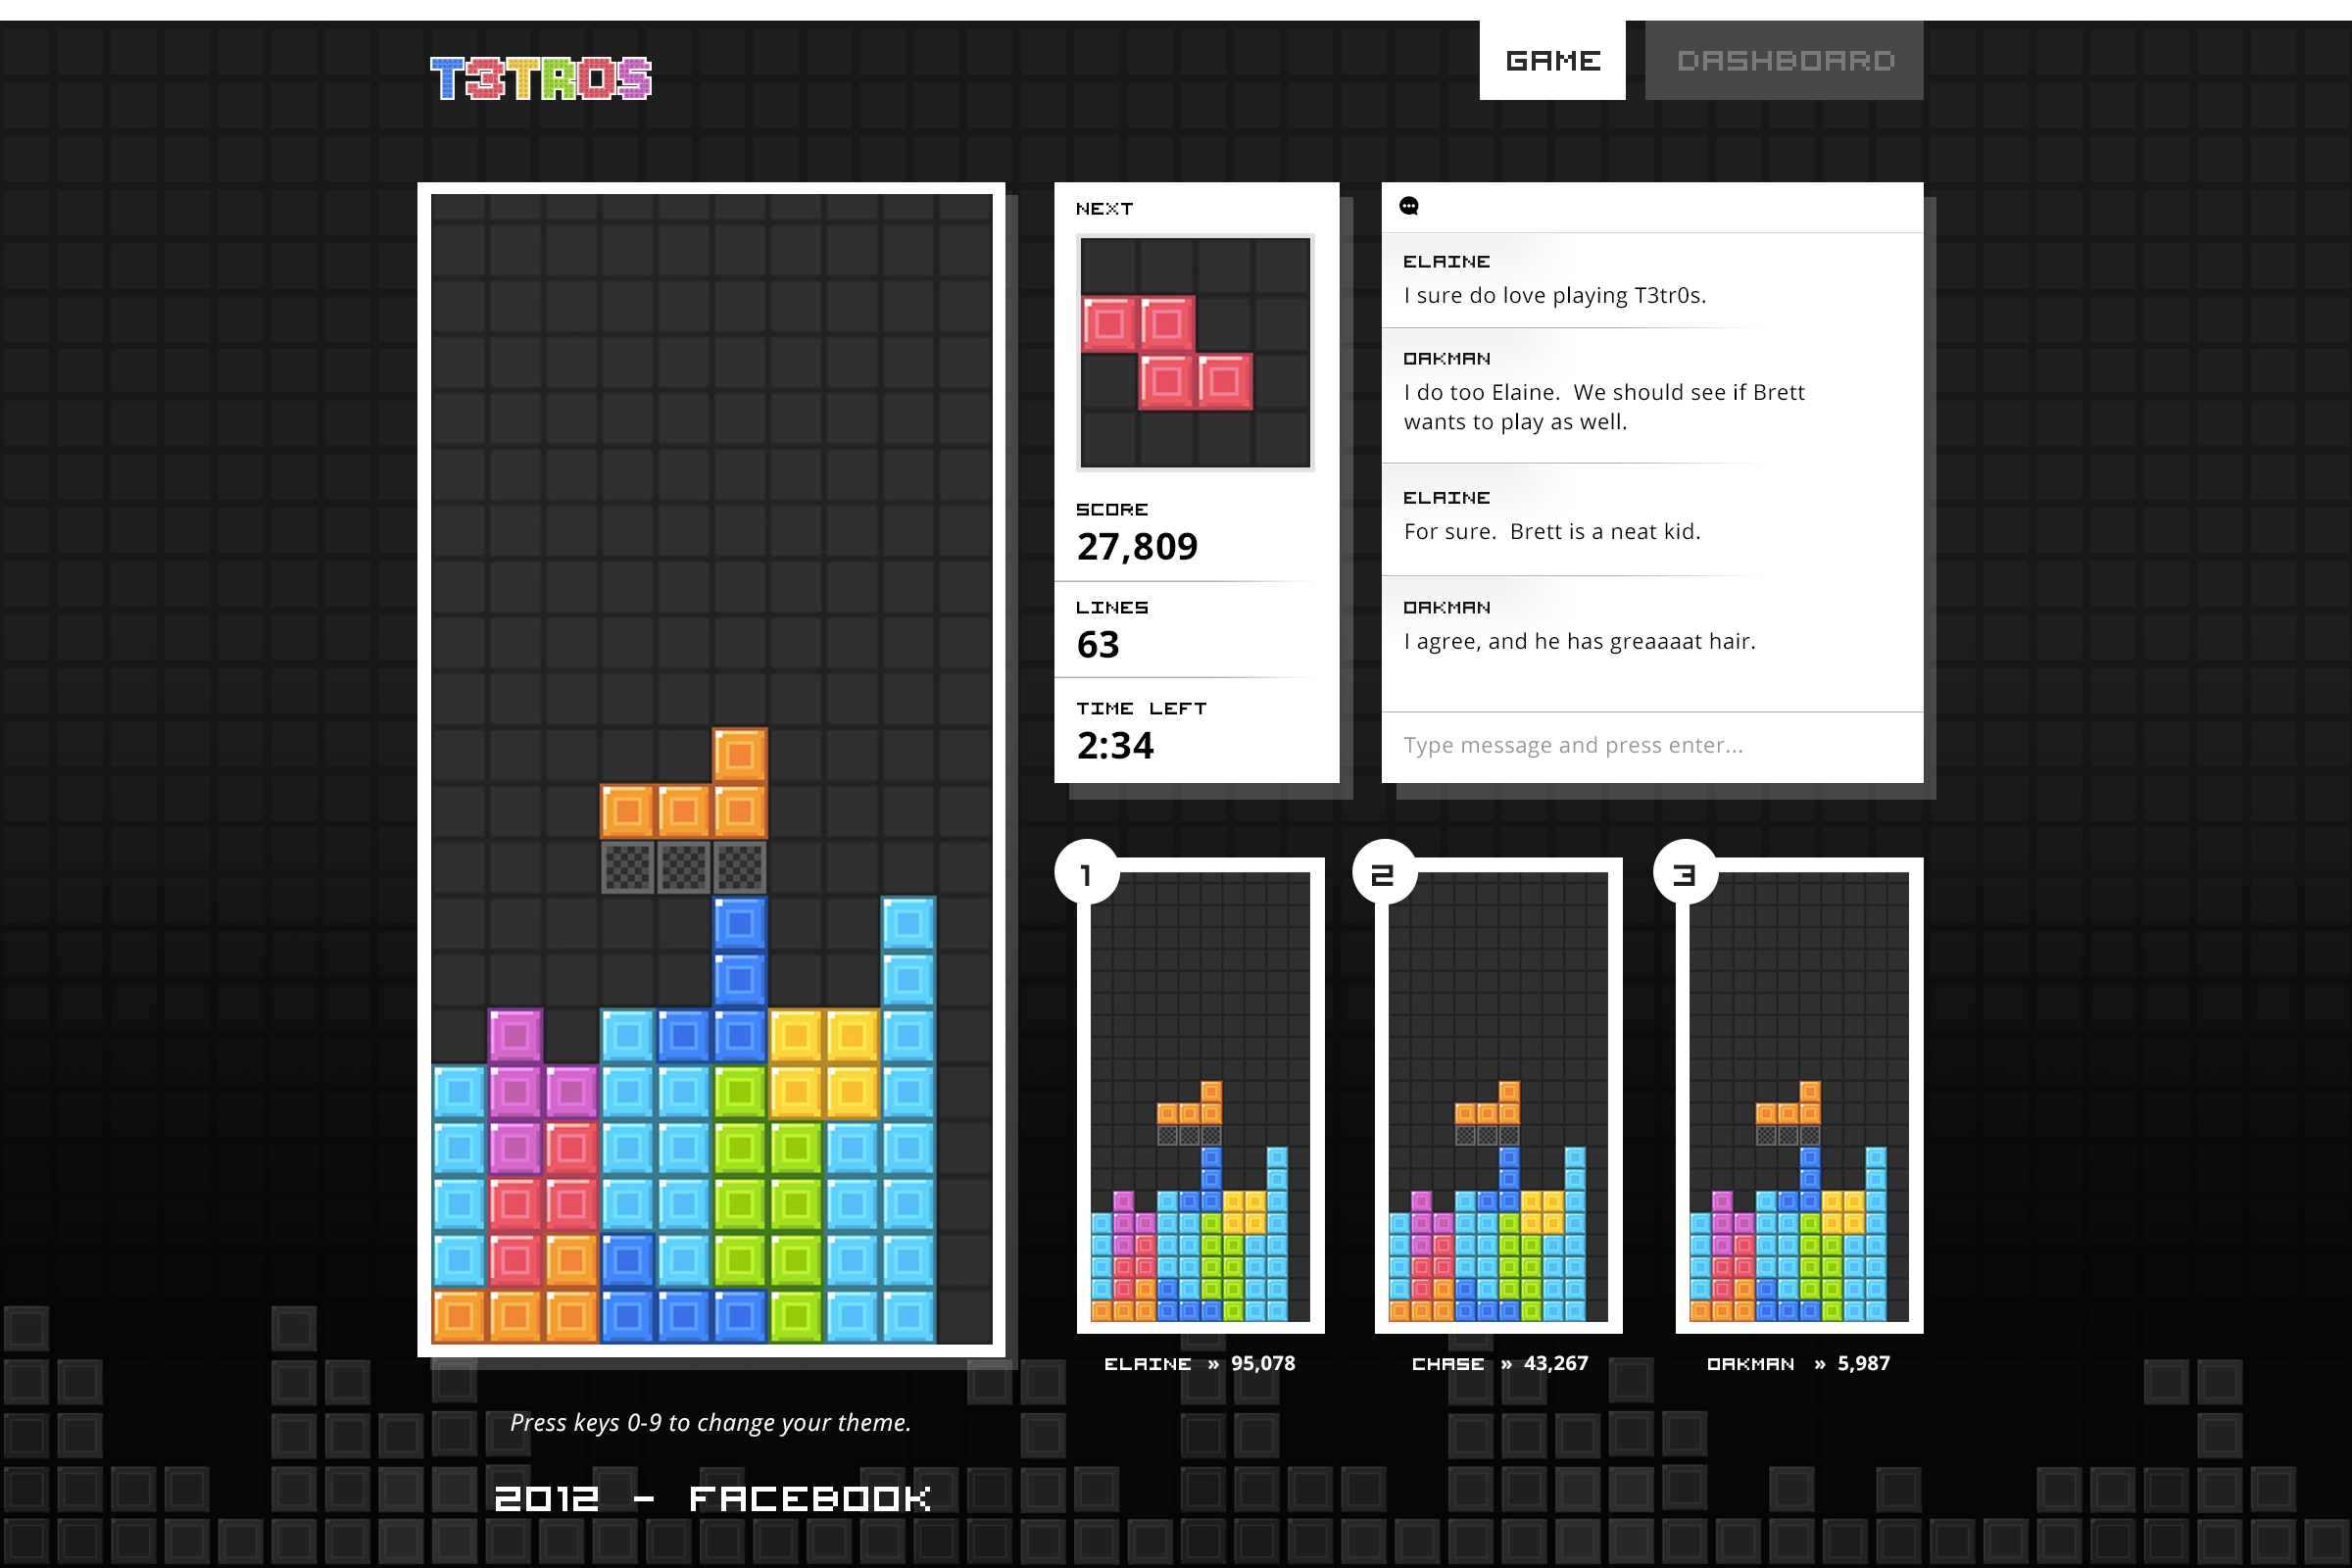 T3TROS
GAME
DASHBOARD
NEXT
SCORE
27,809
LINES
63
TIME LEFT
2:34
ELAINE
I sure do love playing T3tr0s.
OAKMAN
I do too Elaine.  We should see if Brett
wants to play as well.
ELAINE
For sure.  Brett is a neat kid.
OAKMAN
I agree, and he has greaaaat hair.
Type message and press enter...
1
2
3
ELAINE » 95,078
CHASE » 43,267
OAKMAN » 5,987
Press keys 0-9 to change your theme.
2012 - FACEBOOK